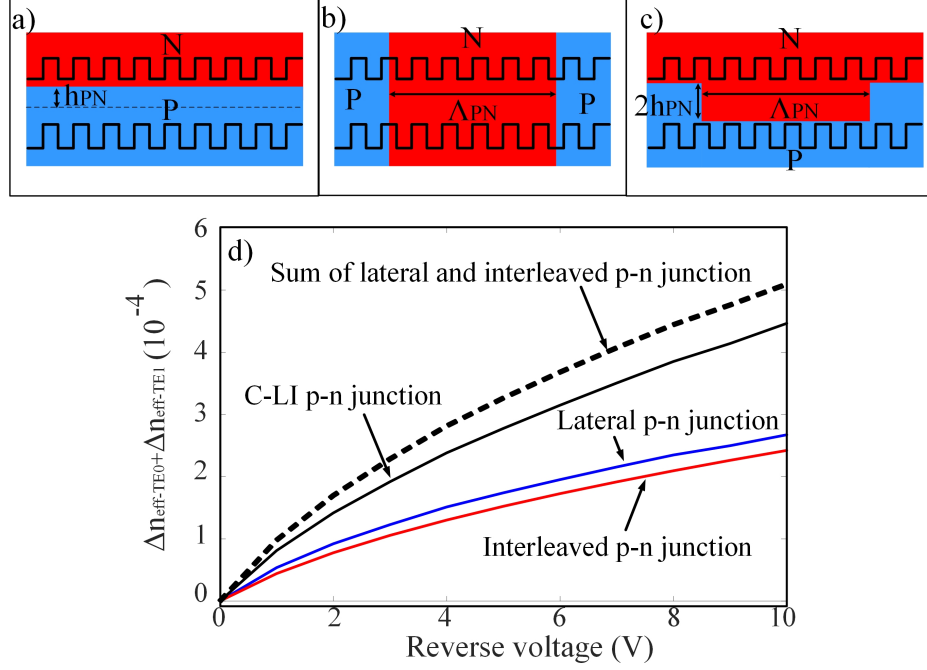 a)
N
hPN
P
b)
N
P
ΛPN
P
c)
N
2hPN
ΛPN
P
d)
Sum of lateral and interleaved p-n junction
C-LI p-n junction
Lateral p-n junction
Interleaved p-n junction
Δneff-TE0+Δneff-TE1 (10-4)
6
5
4
3
2
1
0
0
2
4
6
8
10
Reverse voltage (V)